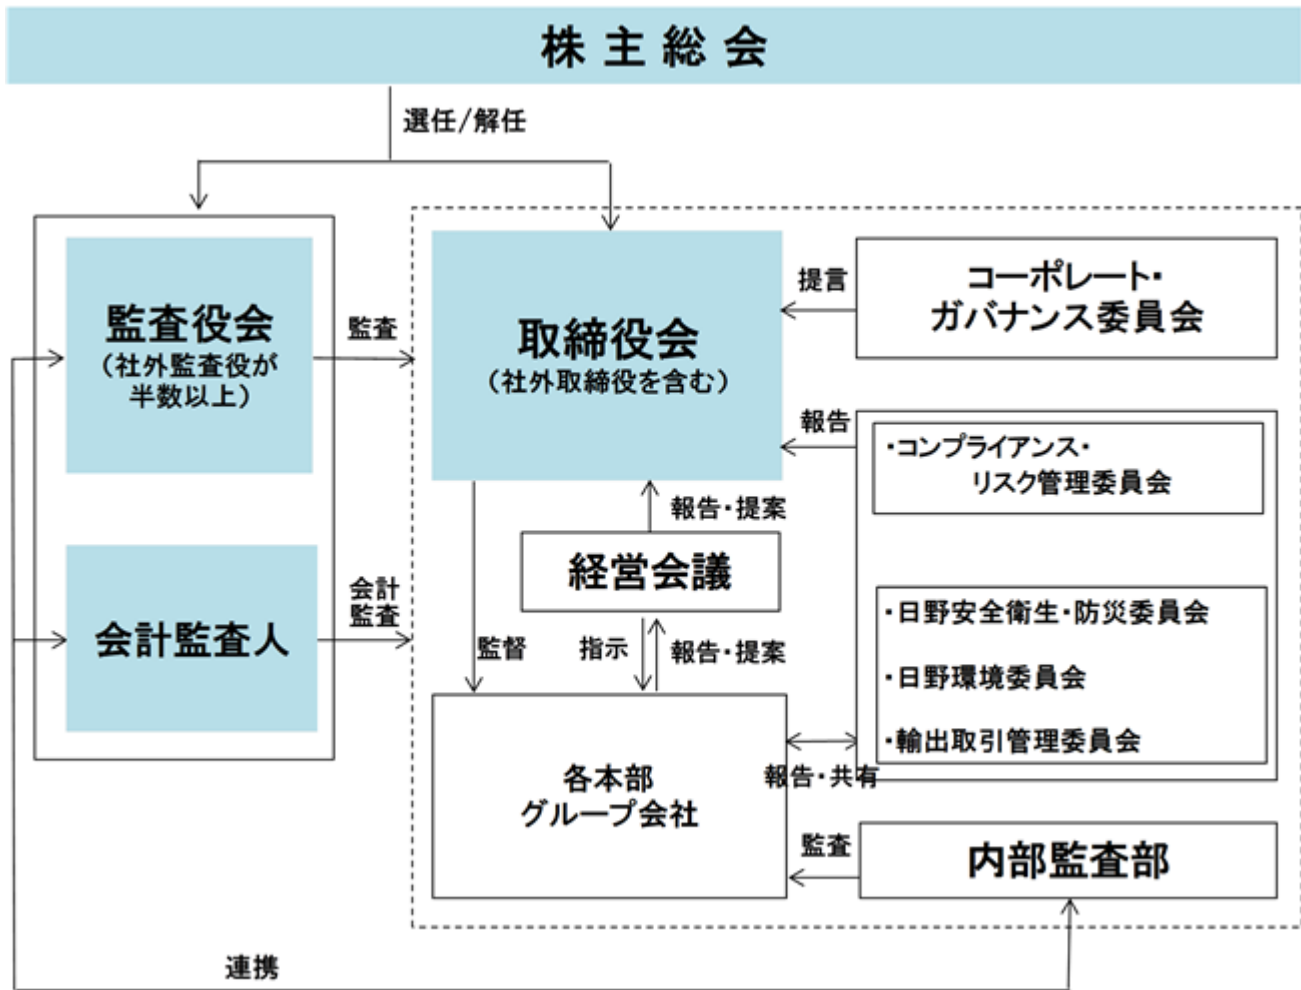 株主総会
選任/解任
監査役会
（社外監査役が
半数以上）
監査
取締役会
（社外取締役を含む）
提言
コーポレート・
ガバナンス委員会
報告
・コンプライアンス・
リスク管理委員会
報告・提案
経営会議
会計監査人
会計
監査
監督
指示
報告・提案
・日野安全衛生・防災委員会
・日野環境委員会
・輸出取引管理委員会
各本部
グループ会社
報告・共有
監査
内部監査部
連携